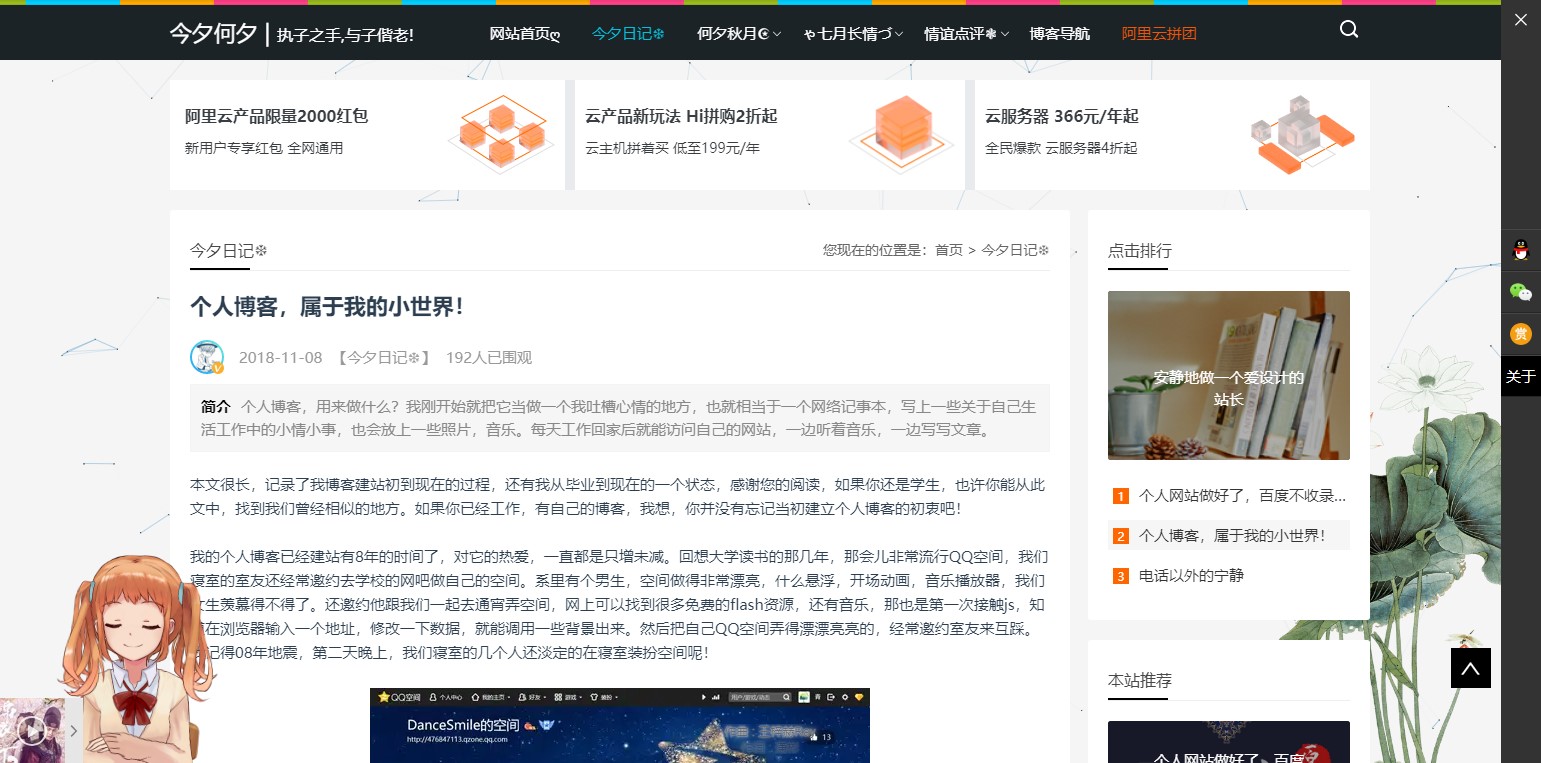 今夕何夕 | 执子之手,与子偕老!
网站首页ღ 今夕日记❄ 何夕秋月☪ ゃ七月长情づ 情谊点评❃ 博客导航 阿里云拼团
阿里云产品限量2000红包
新用户专享红包 全网通用
云产品新玩法 Hi拼购2折起
云主机拼着买 低至199元/年
云服务器 366元/年起
全民爆款 云服务器4折起
赏
关于
今夕日记❄
您现在的位置是：首页 > 今夕日记❄
个人博客，属于我的小世界！
2018-11-08 【今夕日记❄】 192人已围观
简介 个人博客，用来做什么？我刚开始就把它当做一个我吐槽心情的地方，也就相当于一个网络记事本，写上一些关于自己生
活工作中的小情小事，也会放上一些照片，音乐。每天工作回家后就能访问自己的网站，一边听着音乐，一边写写文章。
本文很长，记录了我博客建站初到现在的过程，还有我从毕业到现在的一个状态，感谢您的阅读，如果你还是学生，也许你能从此
文中，找到我们曾经相似的地方。如果你已经工作，有自己的博客，我想，你并没有忘记当初建立个人博客的初衷吧！
我的个人博客已经建站有8年的时间了，对它的热爱，一直都是只增未减。回想大学读书的那几年，那会儿非常流行QQ空间，我们
寝室的室友还经常邀约去学校的网吧做自己的空间。系里有个男生，空间做得非常漂亮，什么悬浮，开场动画，音乐播放器，我们
女生羡慕得不得了。还邀约他跟我们一起去通宵弄空间，网上可以找到很多免费的flash资源，还有音乐，那也是第一次接触js，知
在浏览器输入一个地址，修改一下数据，就能调用一些背景出来。然后把自己QQ空间弄得漂漂亮亮的，经常邀约室友来互踩。
记得08年地震，第二天晚上，我们寝室的几个人还淡定的在寝室装扮空间呢！
QQ空间 个人中心 我的主页 好友 游戏 装扮
DanceSmile的空间
http://476847113.qzone.qq.com
13
点击排行
安静地做一个爱设计的
站长
1 个人网站做好了，百度不收录...
2 个人博客，属于我的小世界！
3 电话以外的宁静
本站推荐
个人网站做好了，百度